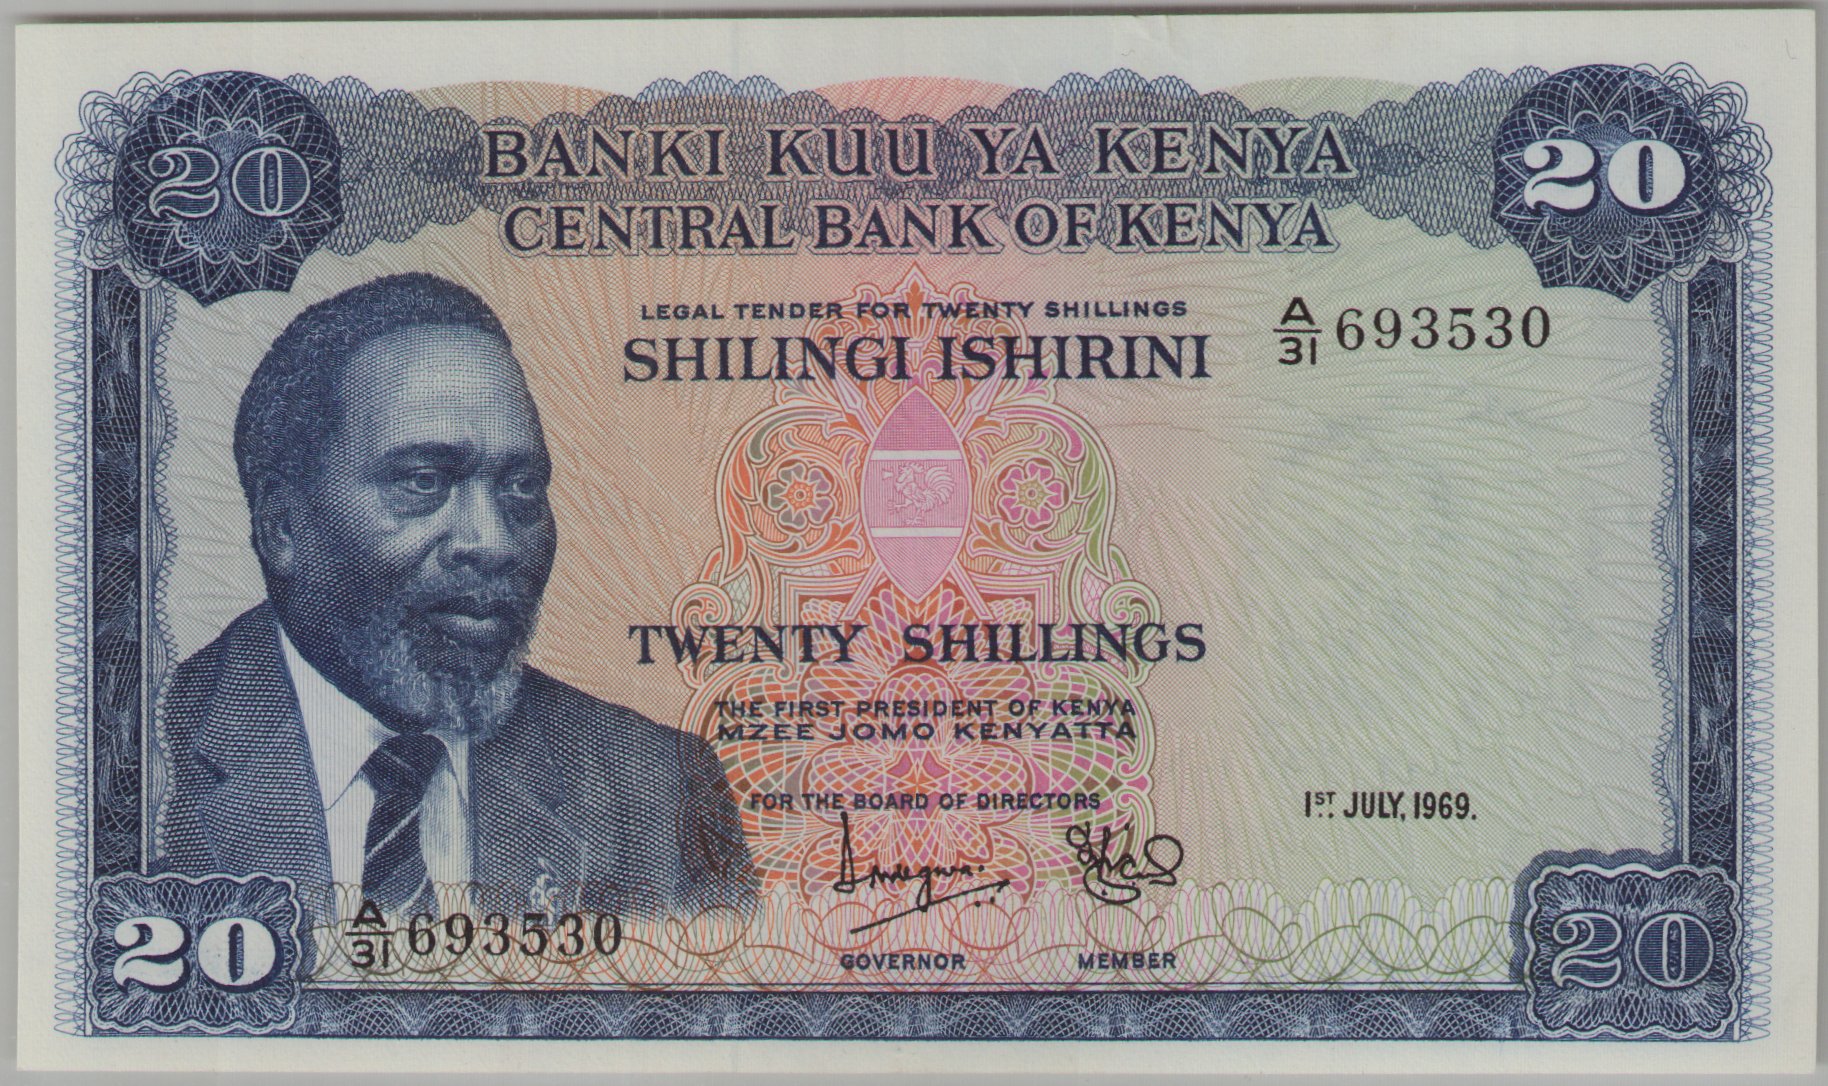 20
20
BANKI KUU YA KENYA
CENTRAL BANK OF KENYA
LEGAL TENDER FOR TWENTY SHILLINGS
SHILINGI ISHIRINI
A/31 693530
TWENTY SHILLINGS
THE FIRST PRESIDENT OF KENYA
MZEE JOMO KENYATTA
FOR THE BOARD OF DIRECTORS
1ST JULY, 1969.
A/31 693530
GOVERNOR
MEMBER
20
20